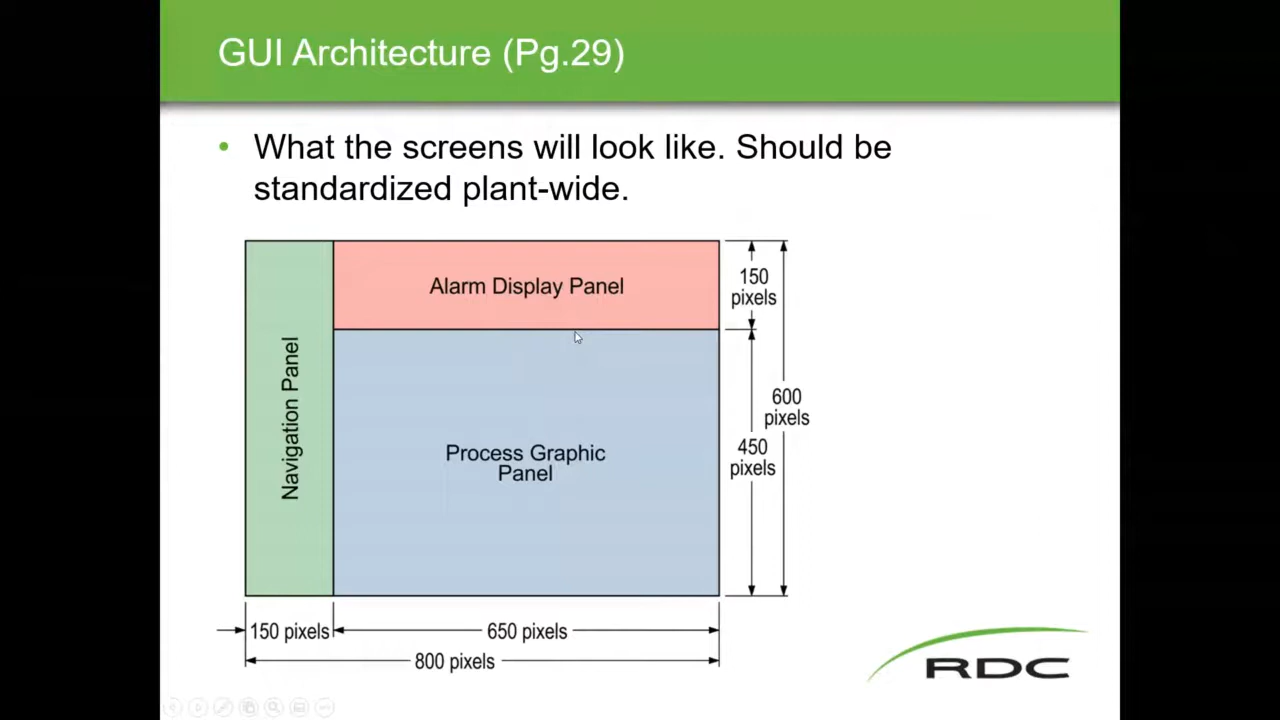 GUI Architecture (Pg.29)
• What the screens will look like. Should be
standardized plant-wide.
Navigation Panel
Alarm Display Panel
Process Graphic
Panel
150
pixels
600
pixels
450
pixels
150 pixels
650 pixels
800 pixels
RDC